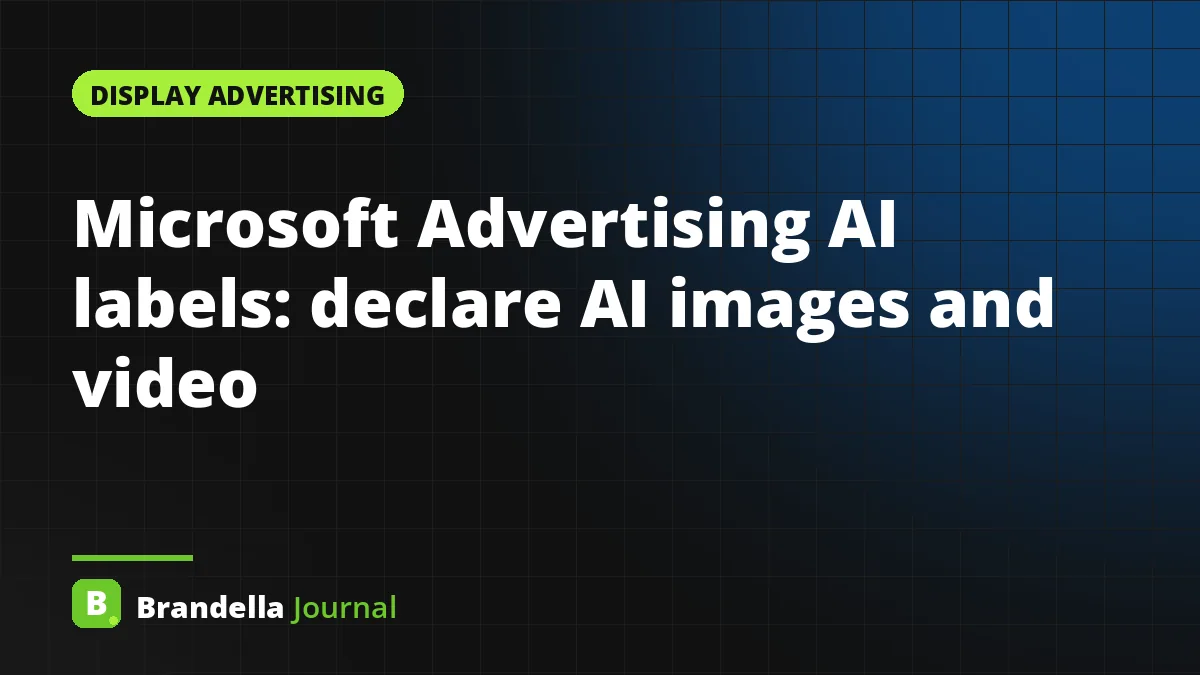 DISPLAY ADVERTISING
Microsoft Advertising AI
labels: declare AI images and
video
B
Brandella Journal